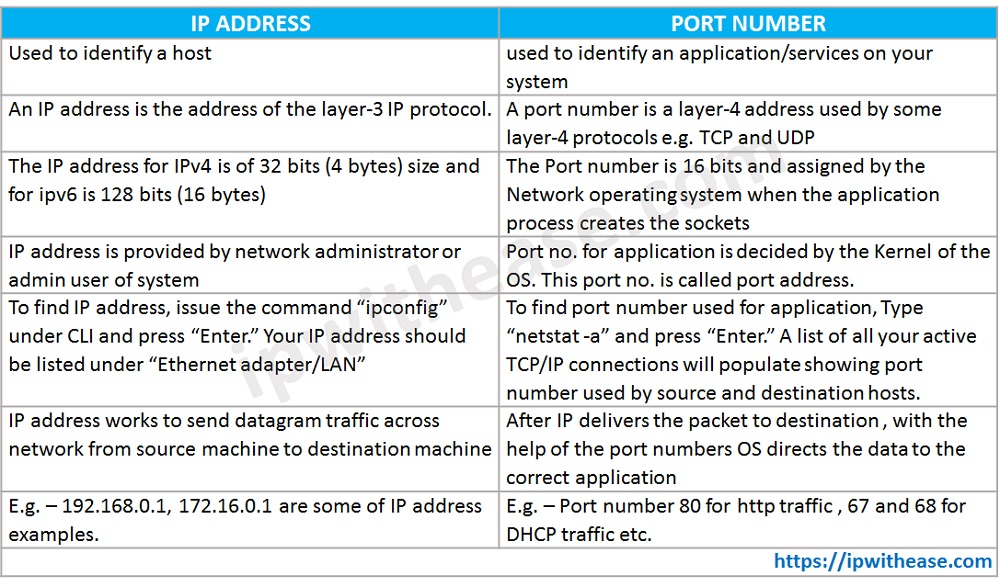 IP ADDRESS
PORT NUMBER
Used to identify a host
used to identify an application/services on your
system
An IP address is the address of the layer-3 IP protocol.
A port number is a layer-4 address used by some
layer-4 protocols e.g. TCP and UDP
The IP address for IPv4 is of 32 bits (4 bytes) size and
for ipv6 is 128 bits (16 bytes)
The Port number is 16 bits and assigned by the
Network operating system when the application
process creates the sockets
IP address is provided by network administrator or
admin user of system
Port no. for application is decided by the Kernel of the
OS. This port no. is called port address.
To find IP address, issue the command “ipconfig”
under CLI and press “Enter.” Your IP address should
be listed under “Ethernet adapter/LAN”
To find port number used for application, Type
“netstat -a” and press “Enter.” A list of all your active
TCP/IP connections will populate showing port
number used by source and destination hosts.
IP address works to send datagram traffic across
network from source machine to destination machine
After IP delivers the packet to destination , with the
help of the port numbers OS directs the data to the
correct application
E.g. – 192.168.0.1, 172.16.0.1 are some of IP address
examples.
E.g. – Port number 80 for http traffic , 67 and 68 for
DHCP traffic etc.
https://ipwithease.com
ipwithease.com